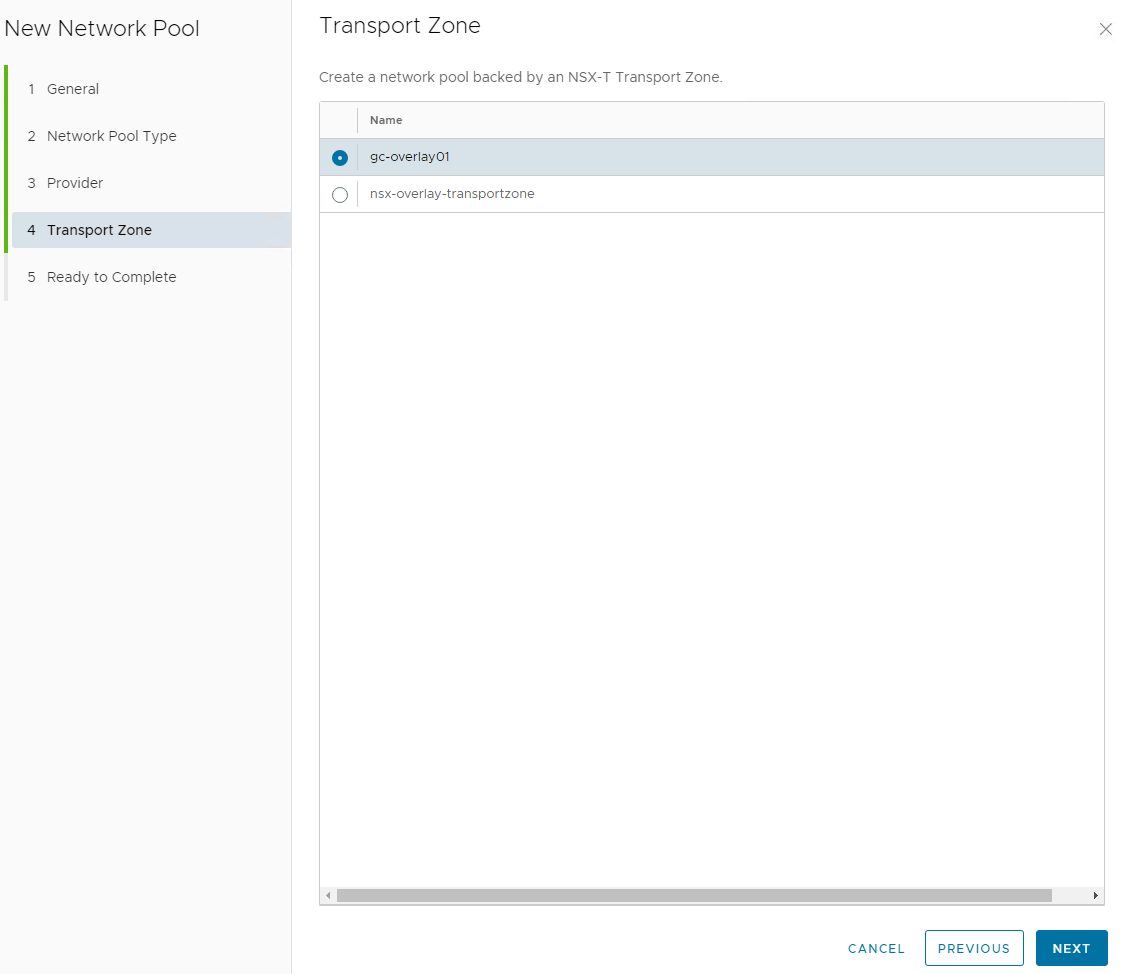 New Network Pool
1 General
2 Network Pool Type
3 Provider
4 Transport Zone
5 Ready to Complete
Transport Zone
Create a network pool backed by an NSX-T Transport Zone.
Name
gc-overlay01
nsx-overlay-transportzone
CANCEL
PREVIOUS
NEXT